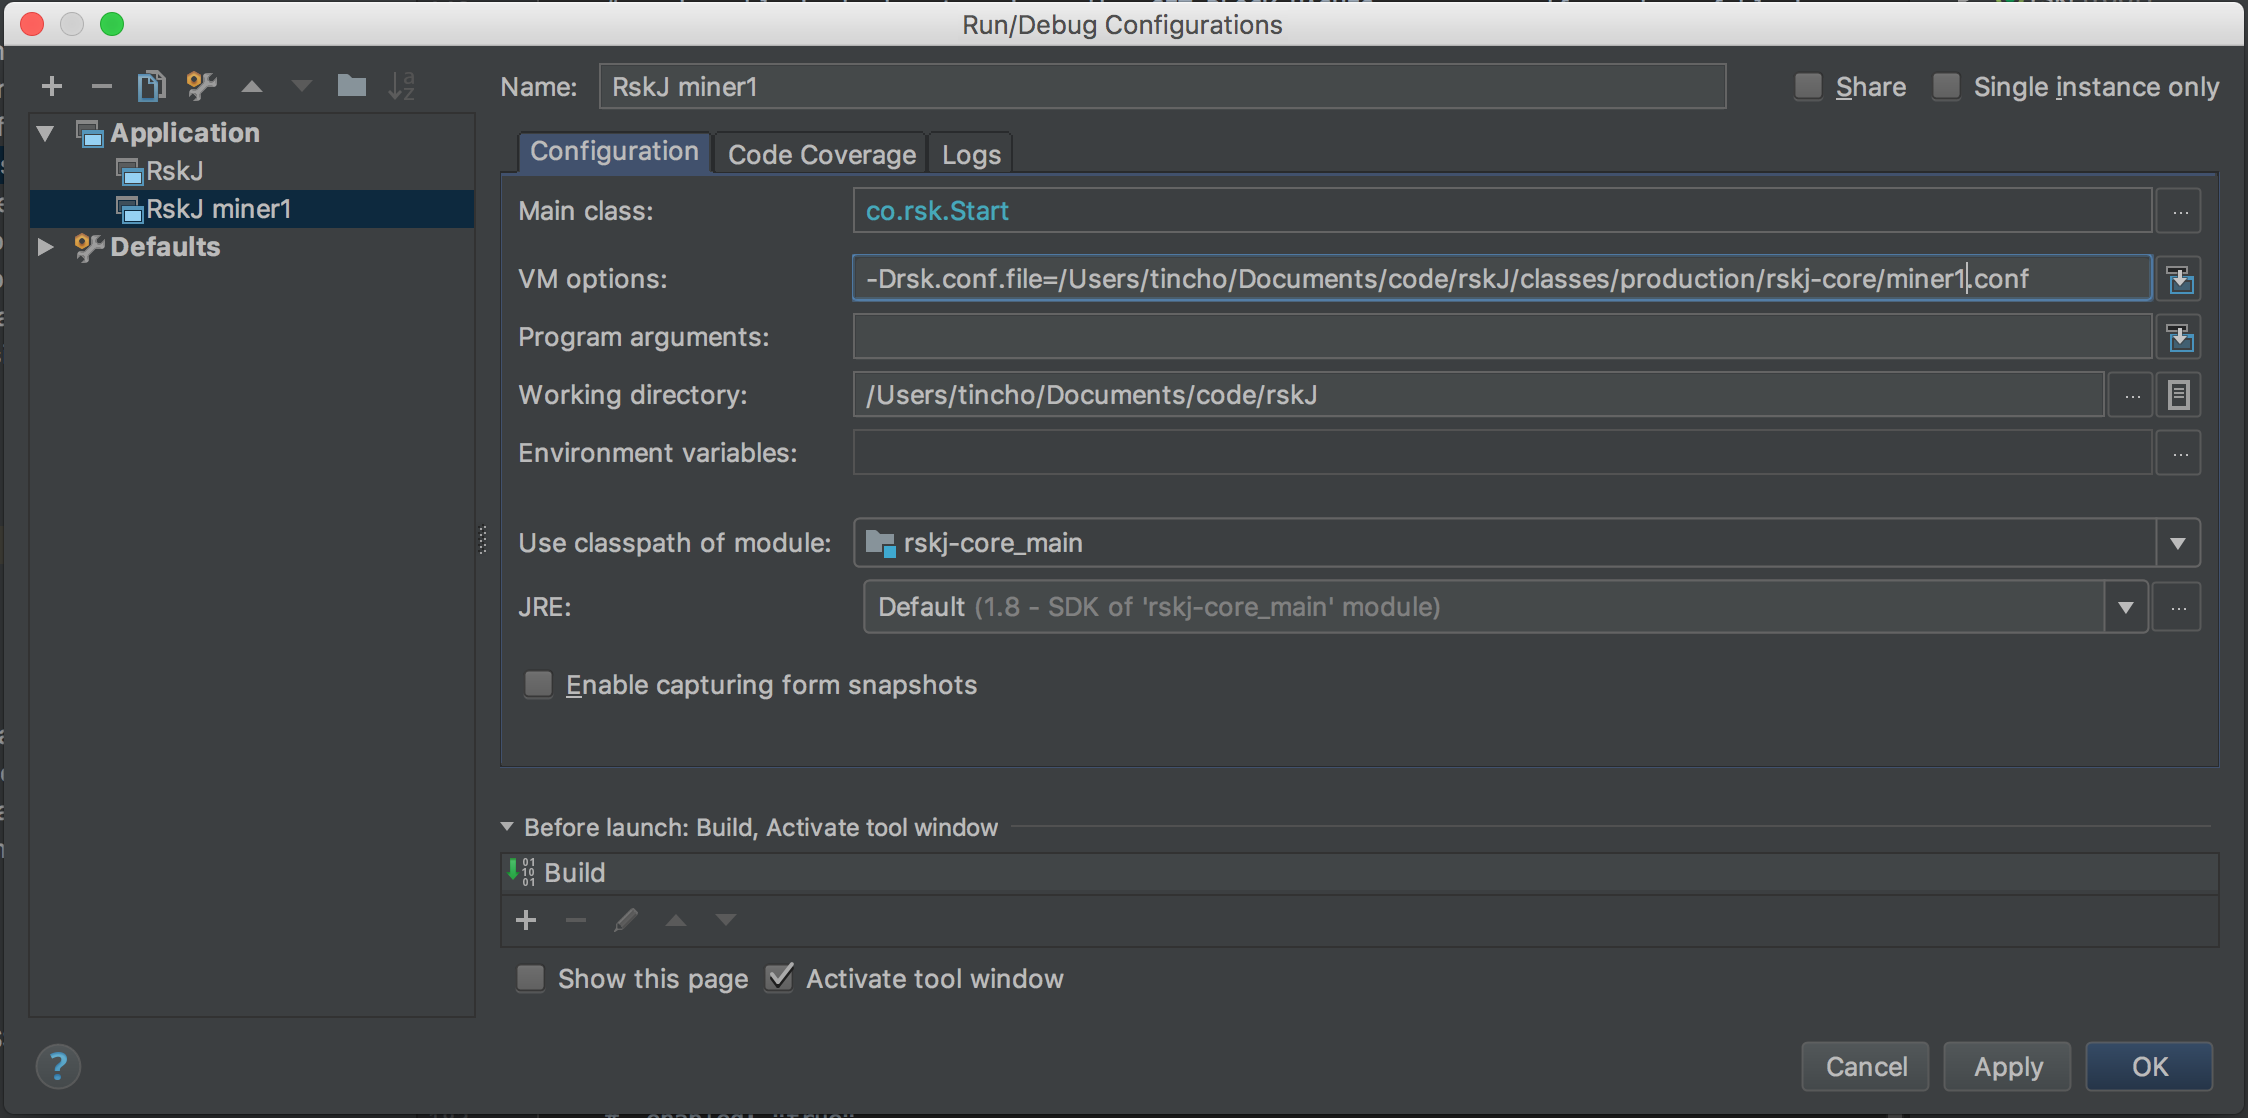 Run/Debug Configurations
Name: RskJ miner1 Share Single instance only
Application
RskJ
RskJ miner1
Defaults
Configuration Code Coverage Logs
Main class: co.rsk.Start ...
VM options: -Drsk.conf.file=/Users/tincho/Documents/code/rskJ/classes/production/rskj-core/miner1.conf
Program arguments:
Working directory: /Users/tincho/Documents/code/rskJ ...
Environment variables: ...
Use classpath of module: rskj-core_main
JRE: Default (1.8 - SDK of 'rskj-core_main' module) ...
Enable capturing form snapshots
Before launch: Build, Activate tool window
Build
Show this page Activate tool window
? Cancel Apply OK